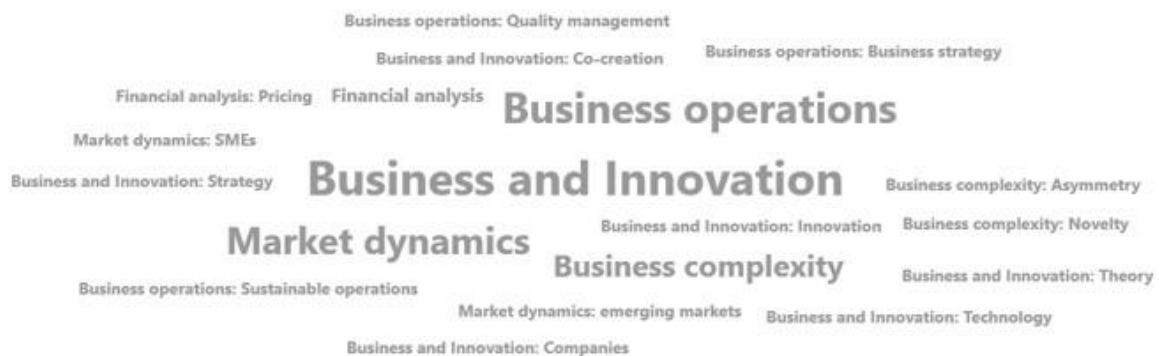 Business operations: Quality management
Business and Innovation: Co-creation
Business operations: Business strategy
Financial analysis: Pricing
Financial analysis
Business operations
Market dynamics: SMEs
Business and Innovation: Strategy
Business and Innovation
Business complexity: Asymmetry
Business and Innovation: Innovation
Business complexity: Novelty
Market dynamics
Business complexity
Business and Innovation: Theory
Business operations: Sustainable operations
Market dynamics: emerging markets
Business and Innovation: Technology
Business and Innovation: Companies